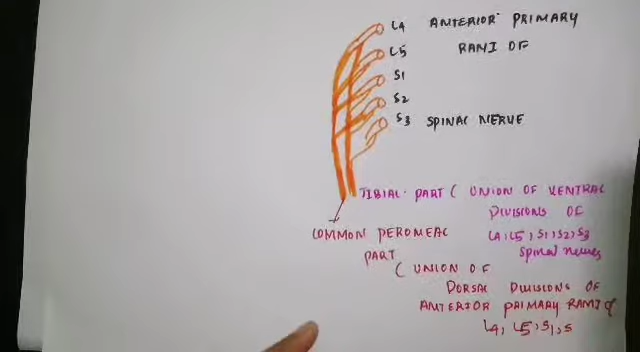 L4 ANTERIOR PRIMARY
L5 RAMI OF
S1
S2
S3 SPINAL NERVE
TIBIAL PART ( UNION OF VENTRAL
DIVISIONS OF
L4, L5, S1, S2, S3
spinal nerves
COMMON PERONEAL
PART
( UNION OF
DORSAL DIVISIONS OF
ANTERIOR PRIMARY RAMI of
L4, L5, S1, S